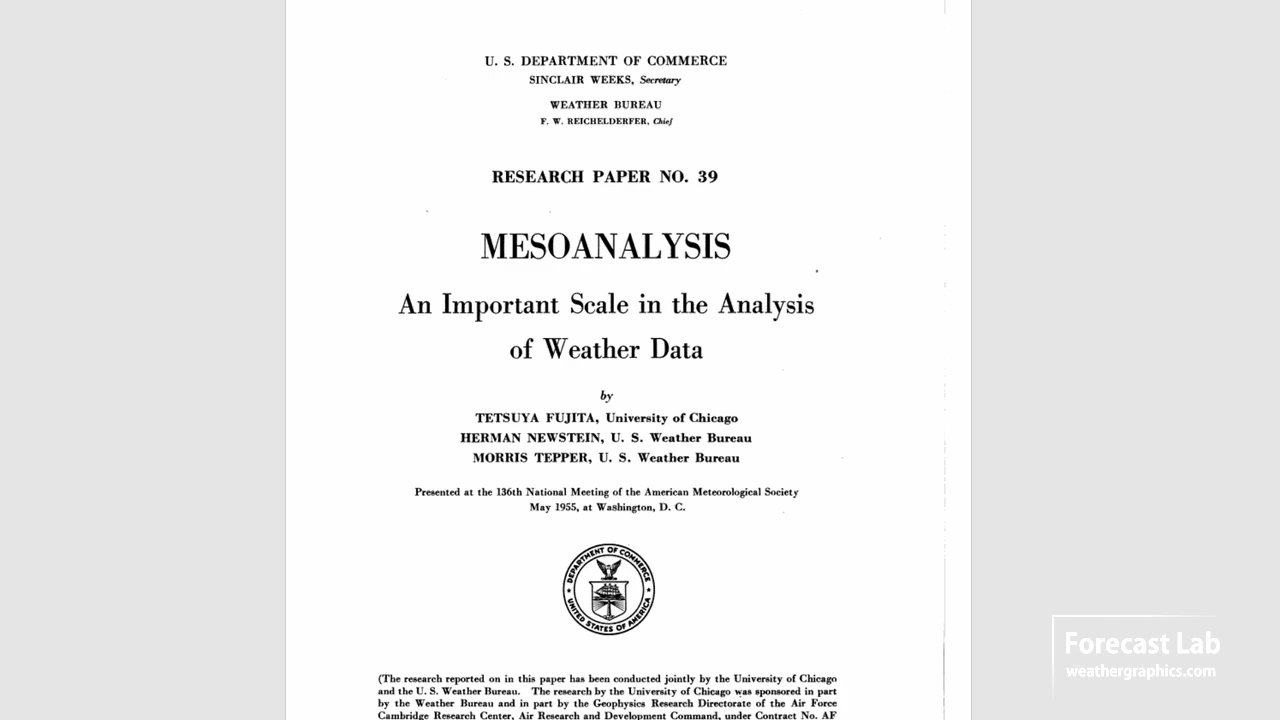 U. S. DEPARTMENT OF COMMERCE
SINCLAIR WEEKS, Secretary
WEATHER BUREAU
F. W. REICHELDERFER, Chief
RESEARCH PAPER NO. 39
MESOANALYSIS
An Important Scale in the Analysis
of Weather Data
by
TETSUYA FUJITA, University of Chicago
HERMAN NEWSTEIN, U. S. Weather Bureau
MORRIS TEPPER, U. S. Weather Bureau
Presented at the 136th National Meeting of the American Meteorological Society
May 1955, at Washington, D. C.
DEPARTMENT OF COMMERCE
UNITED STATES OF AMERICA
(The research reported on in this paper has been conducted jointly by the University of Chicago
and the U. S. Weather Bureau. The research by the University of Chicago was sponsored in part
by the Weather Bureau and in part by the Geophysics Research Directorate of the Air Force
Cambridge Research Center, Air Research and Development Command, under Contract No. AF
Forecast Lab
weathergraphics.com